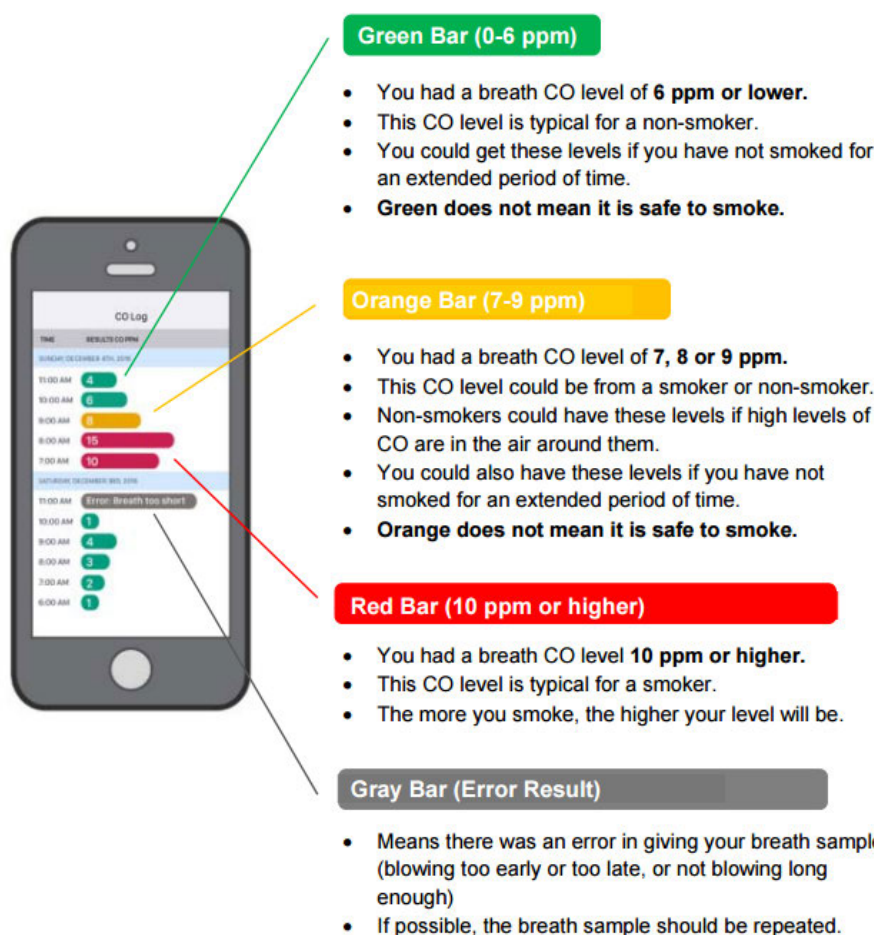 Green Bar (0-6 ppm)
• You had a breath CO level of 6 ppm or lower.
• This CO level is typical for a non-smoker.
• You could get these levels if you have not smoked for
an extended period of time.
• Green does not mean it is safe to smoke.
CO Log
TIME RESULTS CO PPM
SUNDAY, DECEMBER 4TH, 2016
11:00 AM 4
10:00 AM 6
9:00 AM 8
8:00 AM 15
7:00 AM 10
SATURDAY, DECEMBER 3RD, 2016
11:00 AM Error: Breath too short
10:00 AM 1
9:00 AM 4
8:00 AM 3
7:00 AM 2
6:00 AM 1
Orange Bar (7-9 ppm)
• You had a breath CO level of 7, 8 or 9 ppm.
• This CO level could be from a smoker or non-smoker.
• Non-smokers could have these levels if high levels of
CO are in the air around them.
• You could also have these levels if you have not
smoked for an extended period of time.
• Orange does not mean it is safe to smoke.
Red Bar (10 ppm or higher)
• You had a breath CO level 10 ppm or higher.
• This CO level is typical for a smoker.
• The more you smoke, the higher your level will be.
Gray Bar (Error Result)
• Means there was an error in giving your breath sample
(blowing too early or too late, or not blowing long
enough)
• If possible, the breath sample should be repeated.